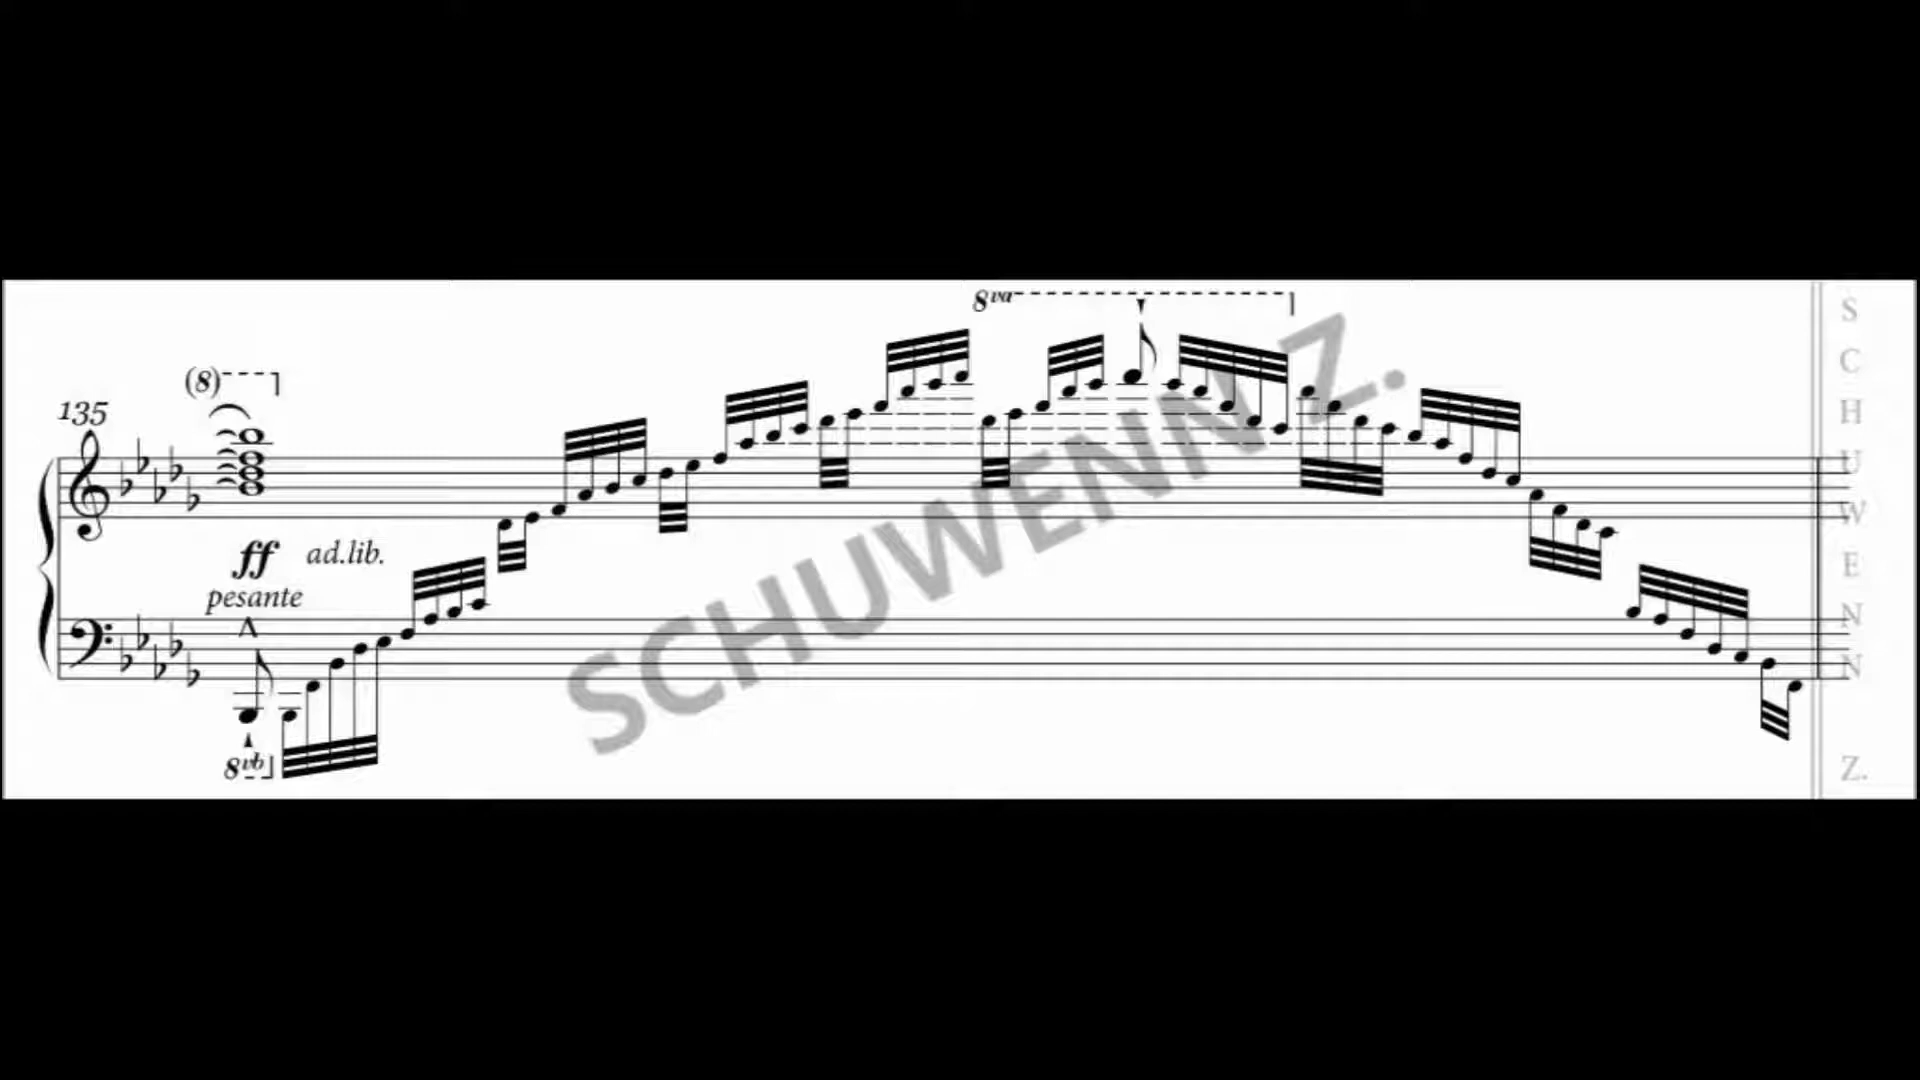 8va
(8)
135
ff ad.lib.
pesante
8vb
SCHUWENN Z.
S
C
H
U
W
E
N
N
Z.